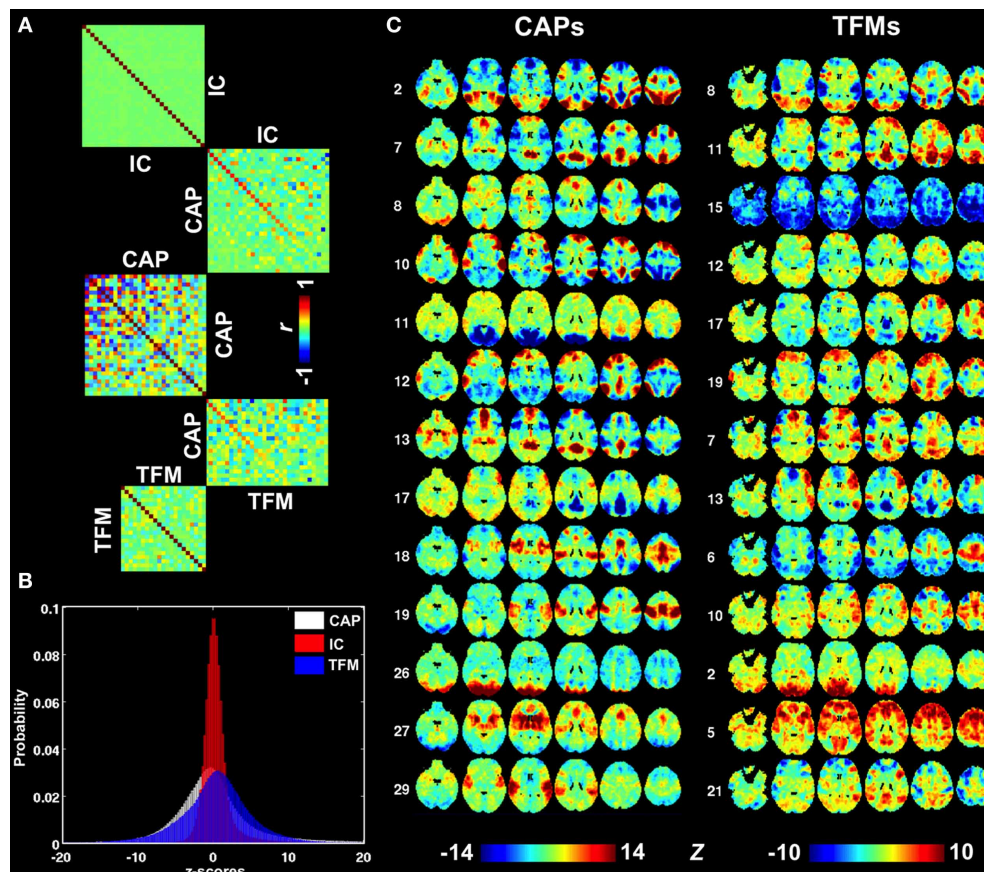 A
IC
IC
IC
CAP
CAP
CAP
1
r
-1
CAP
TFM
TFM
TFM
B
0.1
0.08
0.06
0.04
0.02
0
Probability
CAP
IC
TFM
-20 -10 0 10 20
z-scores
C
CAPs
2
7
8
10
11
12
13
17
18
19
26
27
29
TFMs
8
11
15
12
17
19
7
13
6
10
2
5
21
-14 14 Z -10 10